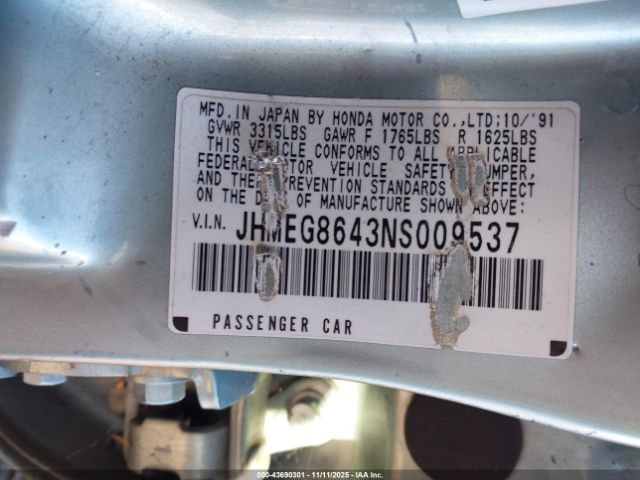 MFD. IN JAPAN BY HONDA MOTOR CO.,LTD;10/'91
GVWR 3315LBS GAWR F 1765LBS R 1625LBS
THIS VEHICLE CONFORMS TO ALL APPLICABLE
FEDERAL MOTOR VEHICLE SAFETY, BUMPER,
AND THEFT PREVENTION STANDARDS IN EFFECT
ON THE DATE OF MANUFACTURE SHOWN ABOVE:
V.I.N. JHMEG8643NS009537
PASSENGER CAR
000-43690301 - 11/11/2025 - IAA Inc.